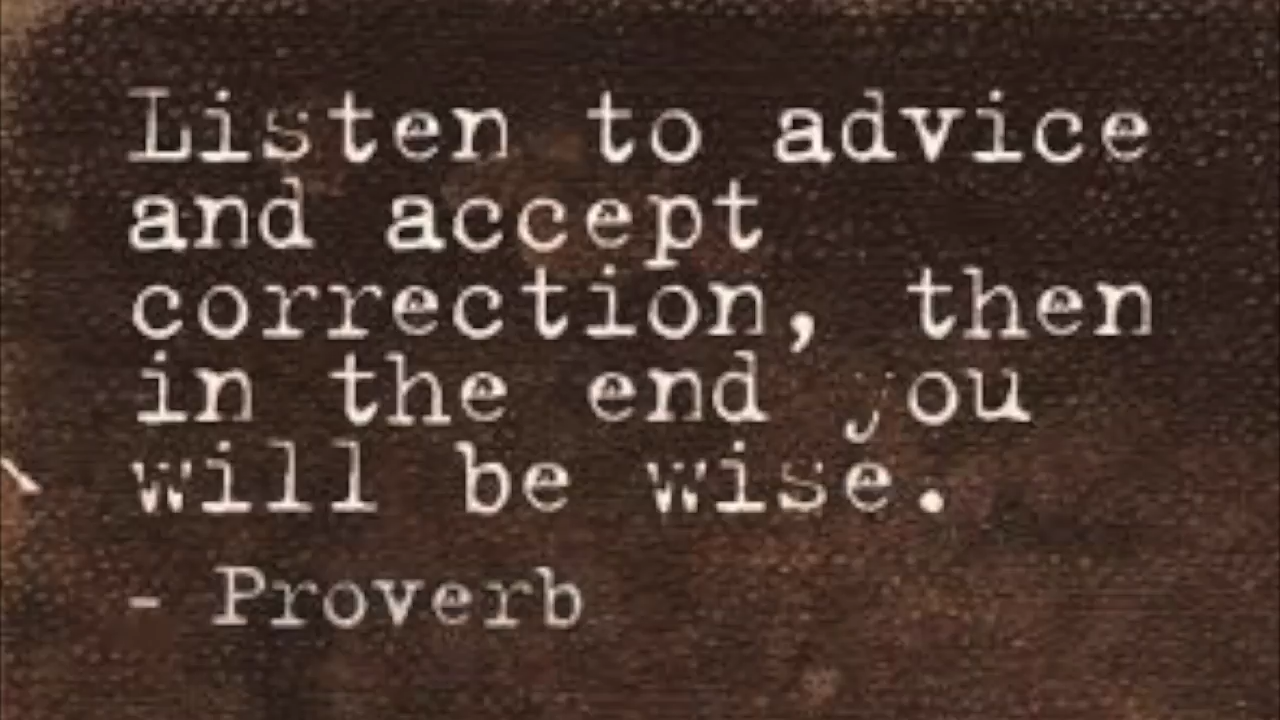 Listen to advice
and accept
correction, then
in the end you
will be wise.
- Proverb